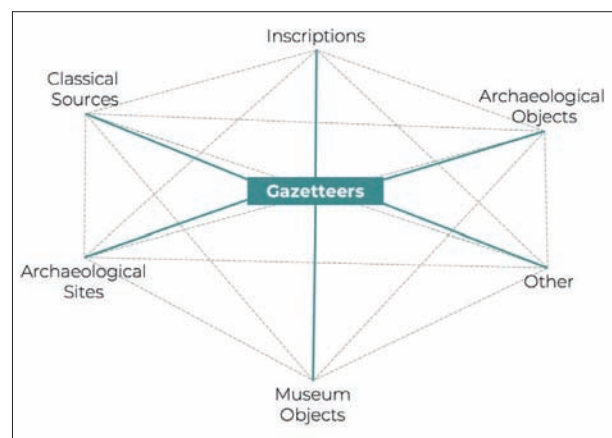 Inscriptions
Classical
Sources
Archaeological
Objects
Gazetteers
Archaeological
Sites
Other
Museum
Objects